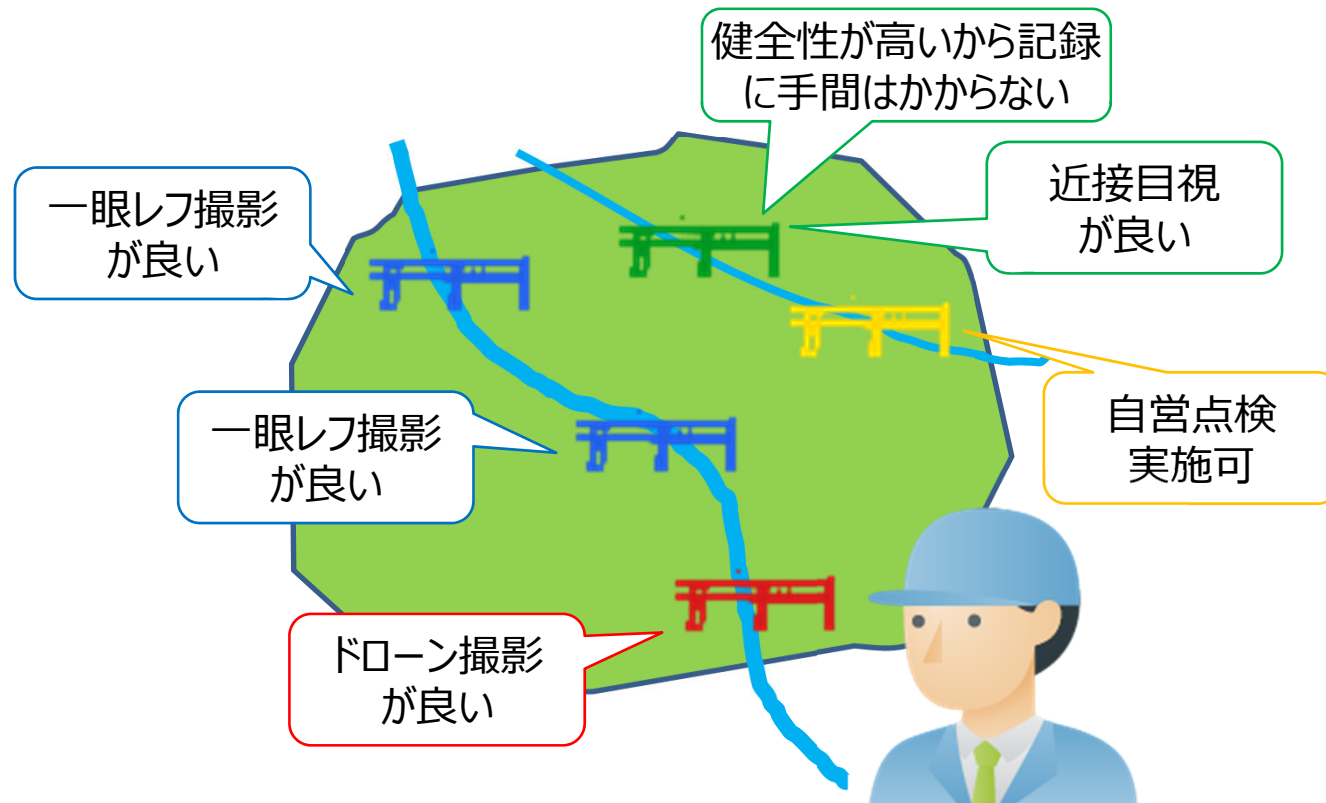 健全性が高いから記録
に手間はかからない
近接目視
が良い
一眼レフ撮影
が良い
自営点検
実施可
一眼レフ撮影
が良い
ドローン撮影
が良い